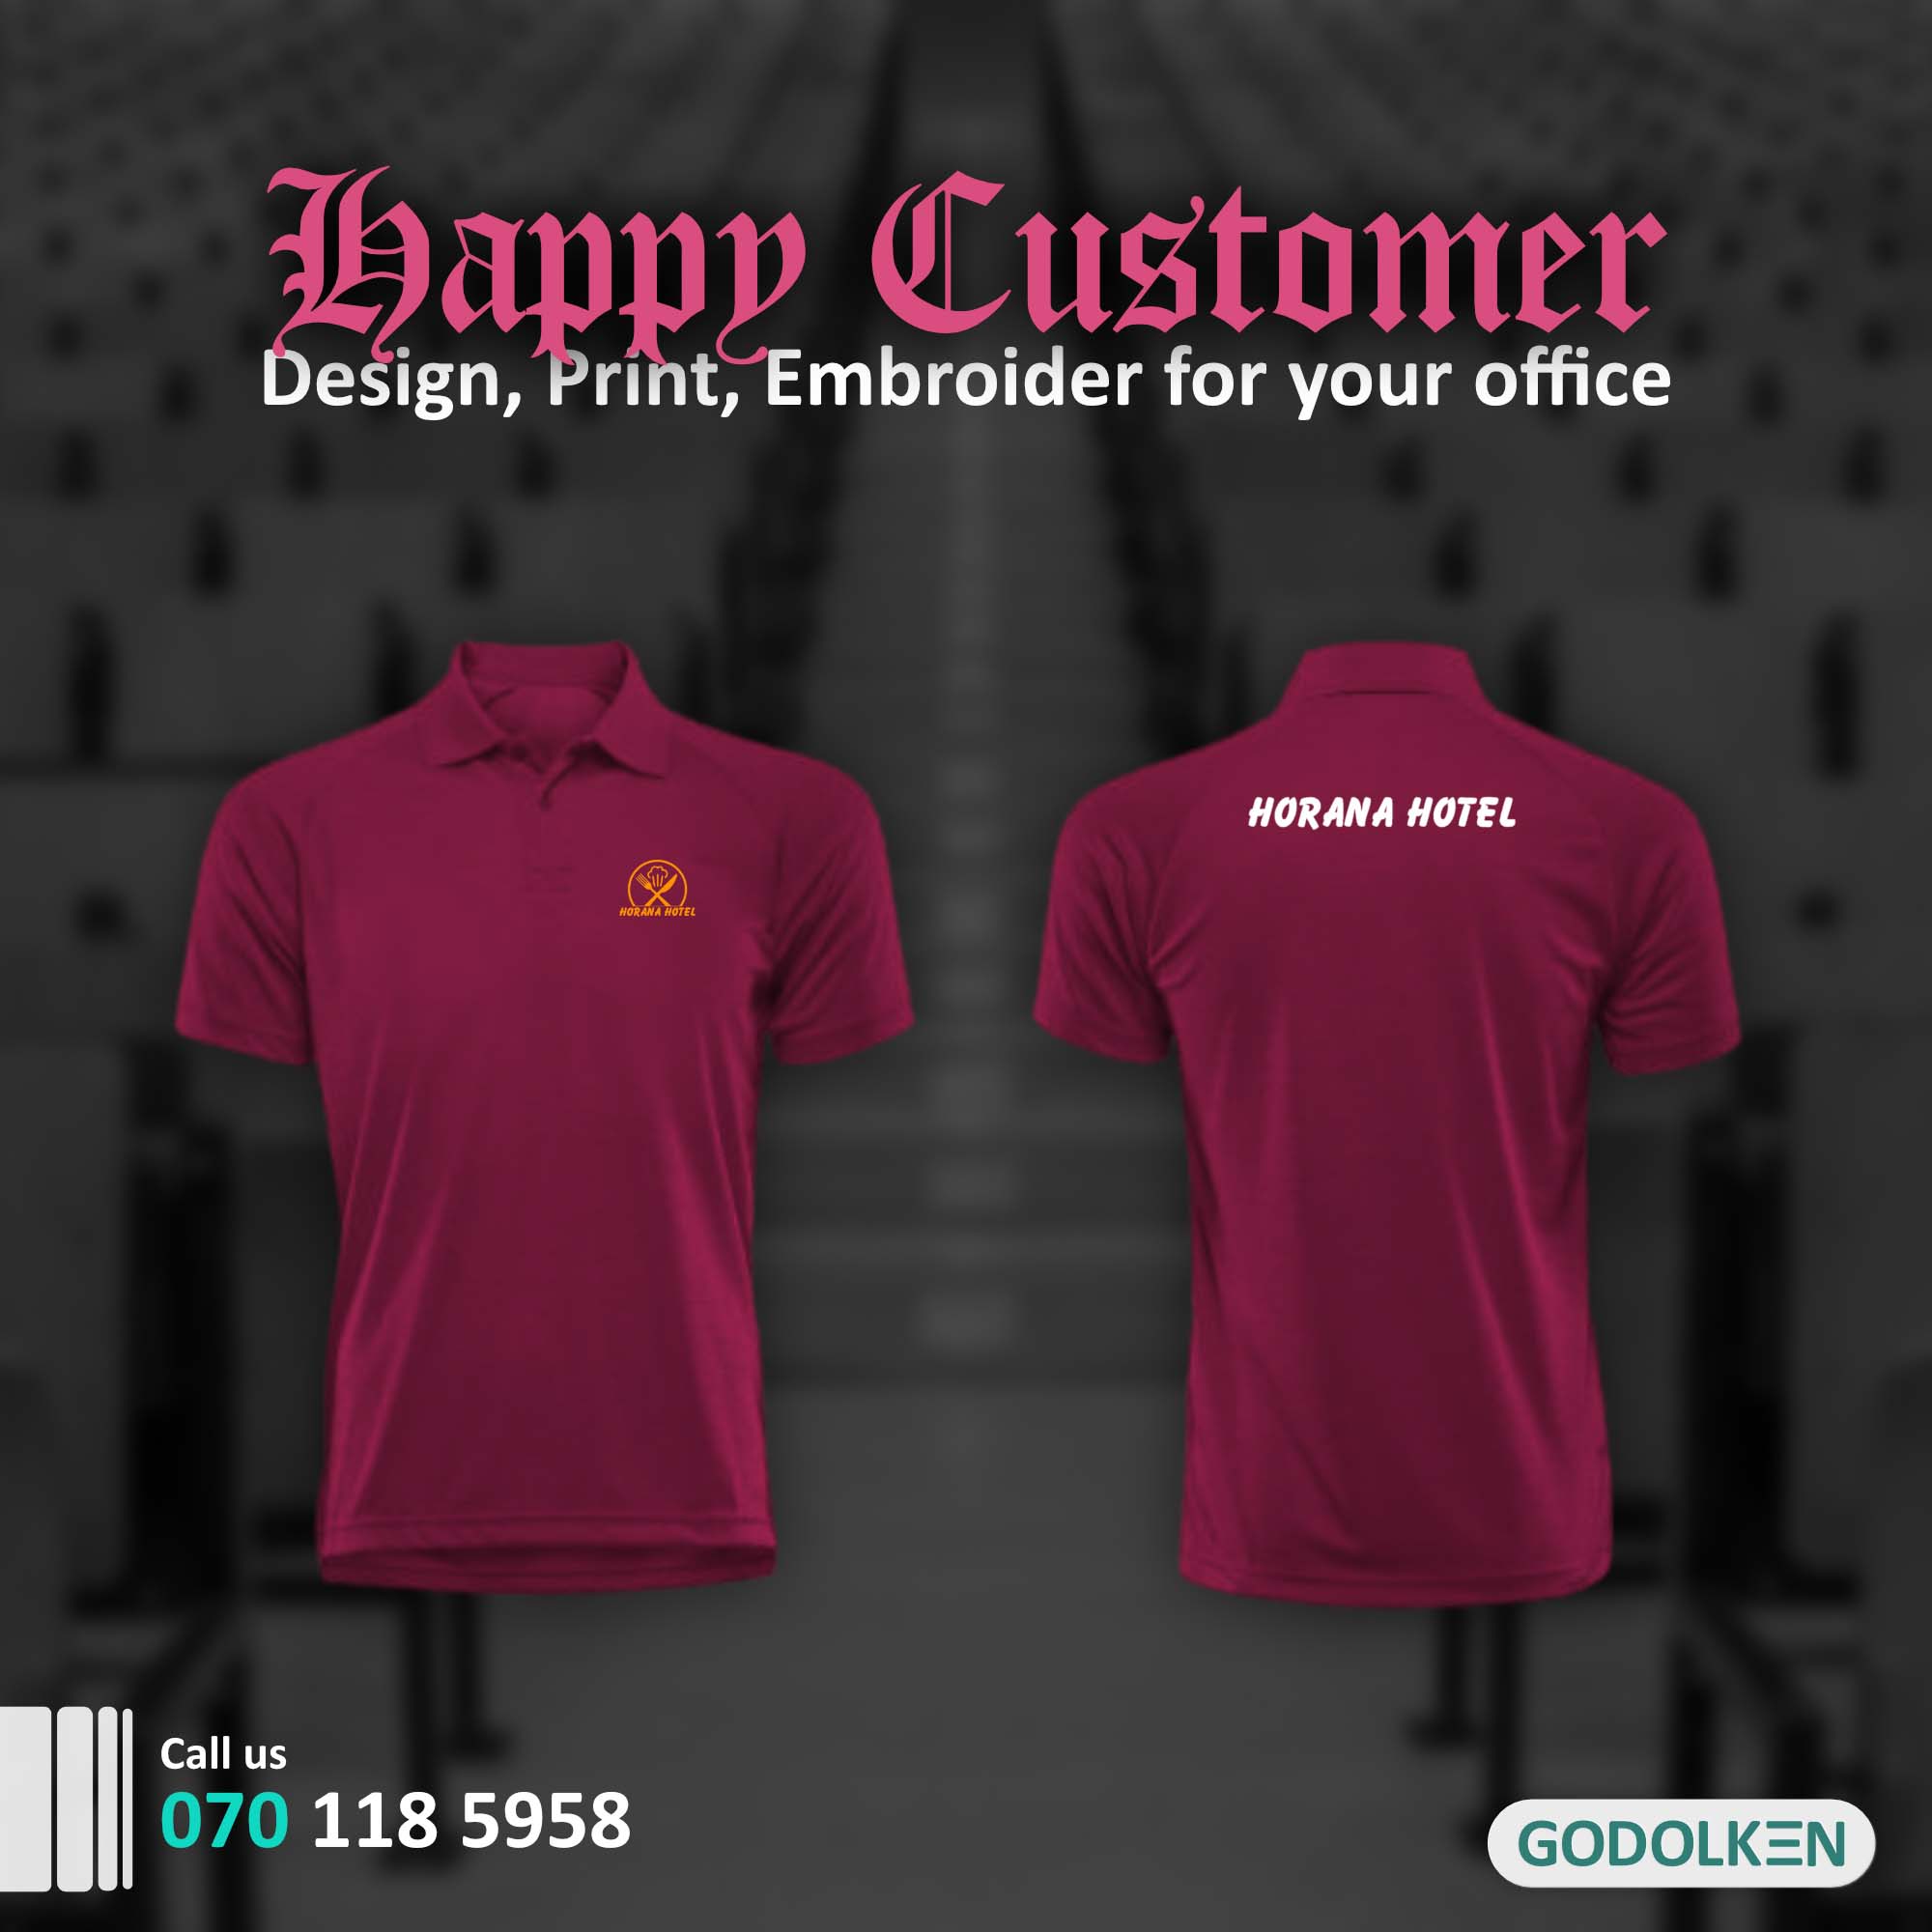 Happy Customer
Design, Print, Embroider for your office
HORANA HOTEL
HORANA HOTEL
Call us
070 118 5958
GODOLKEN